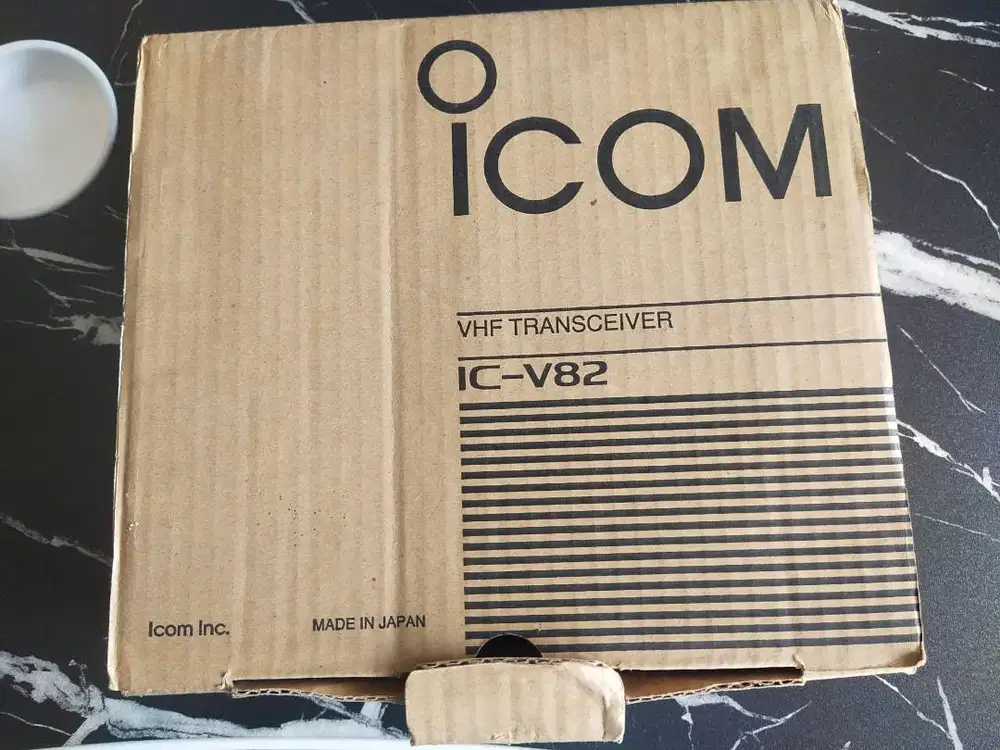 ICOM
VHF TRANSCEIVER
IC-V82
Icom Inc.
MADE IN JAPAN